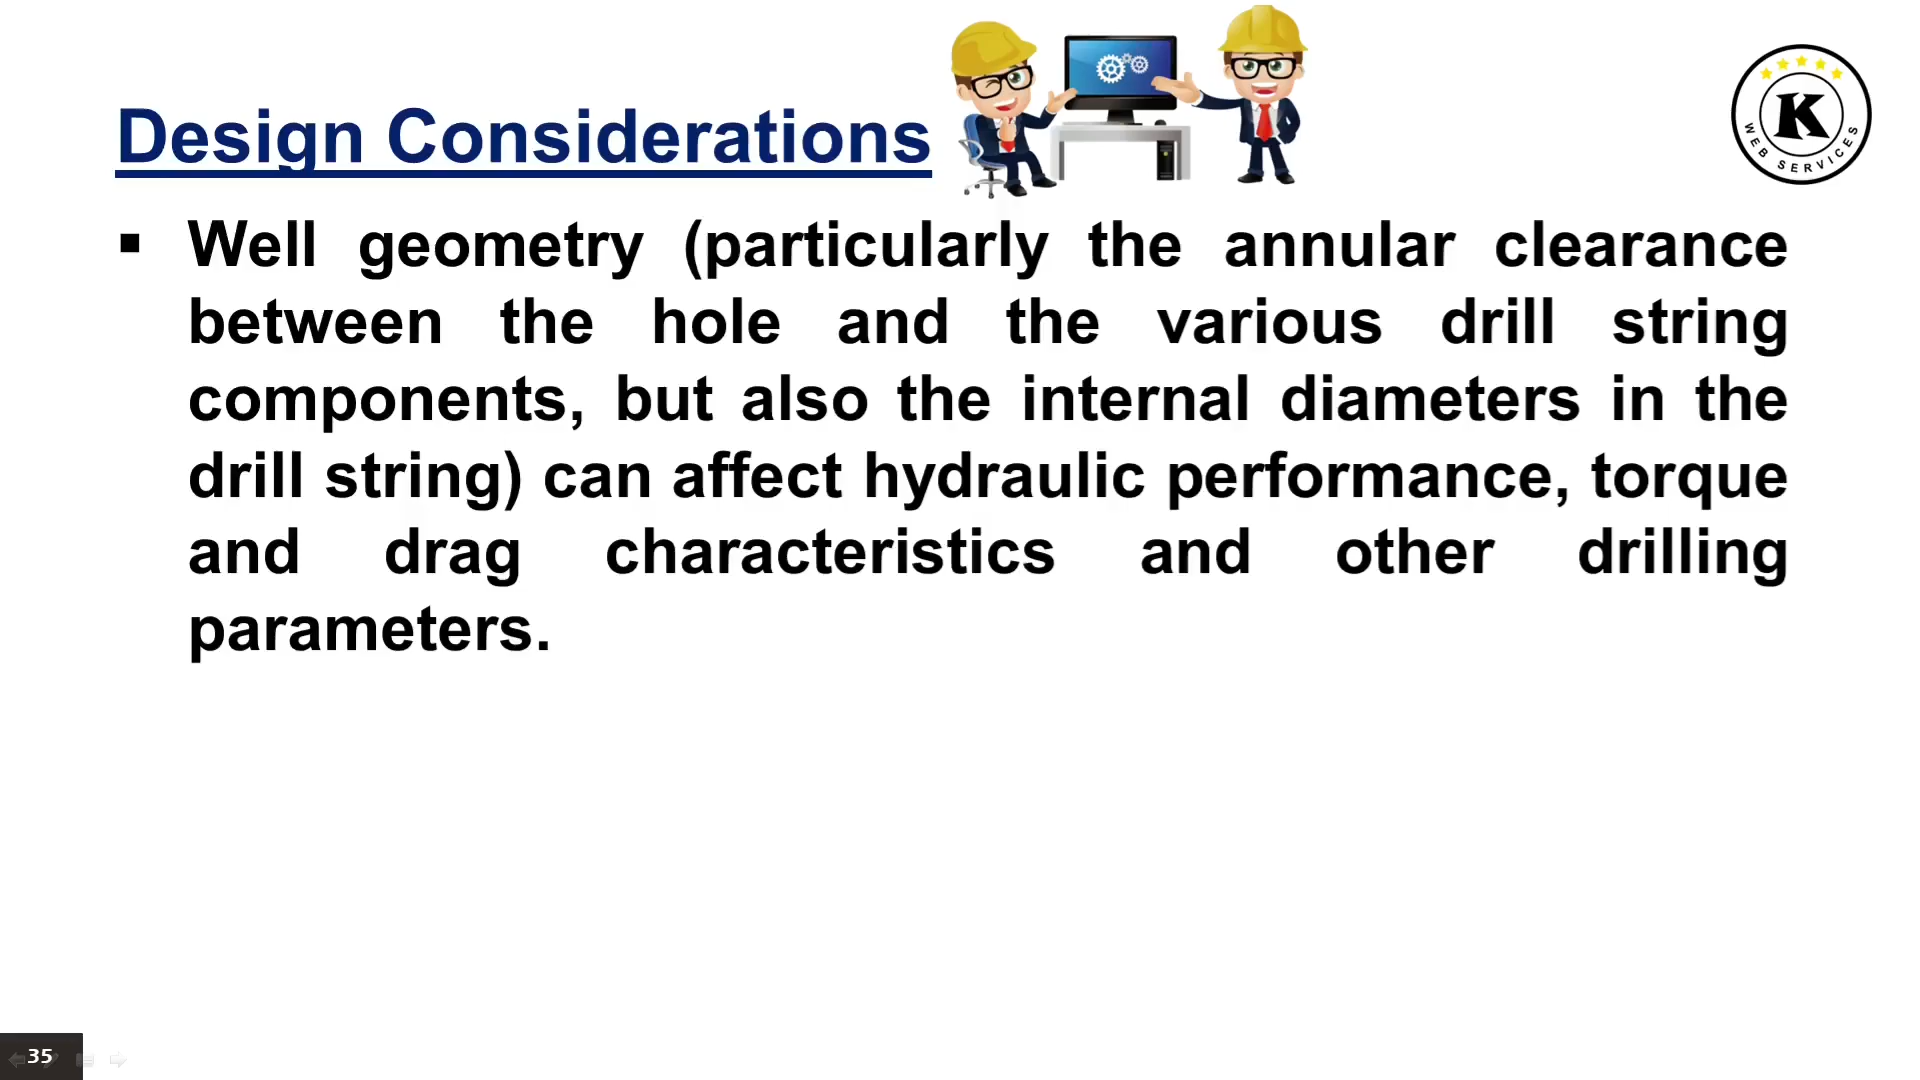 Design Considerations
K
WEB SERVICES
▪ Well geometry (particularly the annular clearance
between the hole and the various drill string
components, but also the internal diameters in the
drill string) can affect hydraulic performance, torque
and drag characteristics and other drilling
parameters.
35